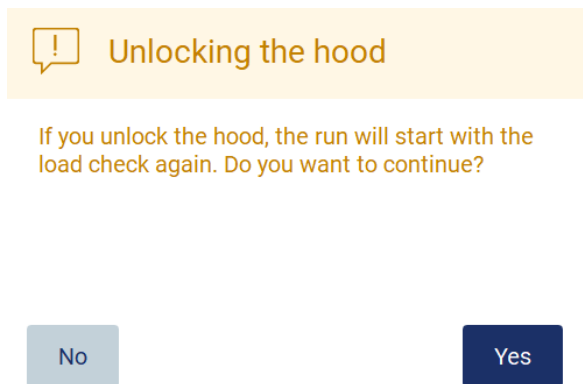 !
Unlocking the hood
If you unlock the hood, the run will start with the
load check again. Do you want to continue?
No
Yes